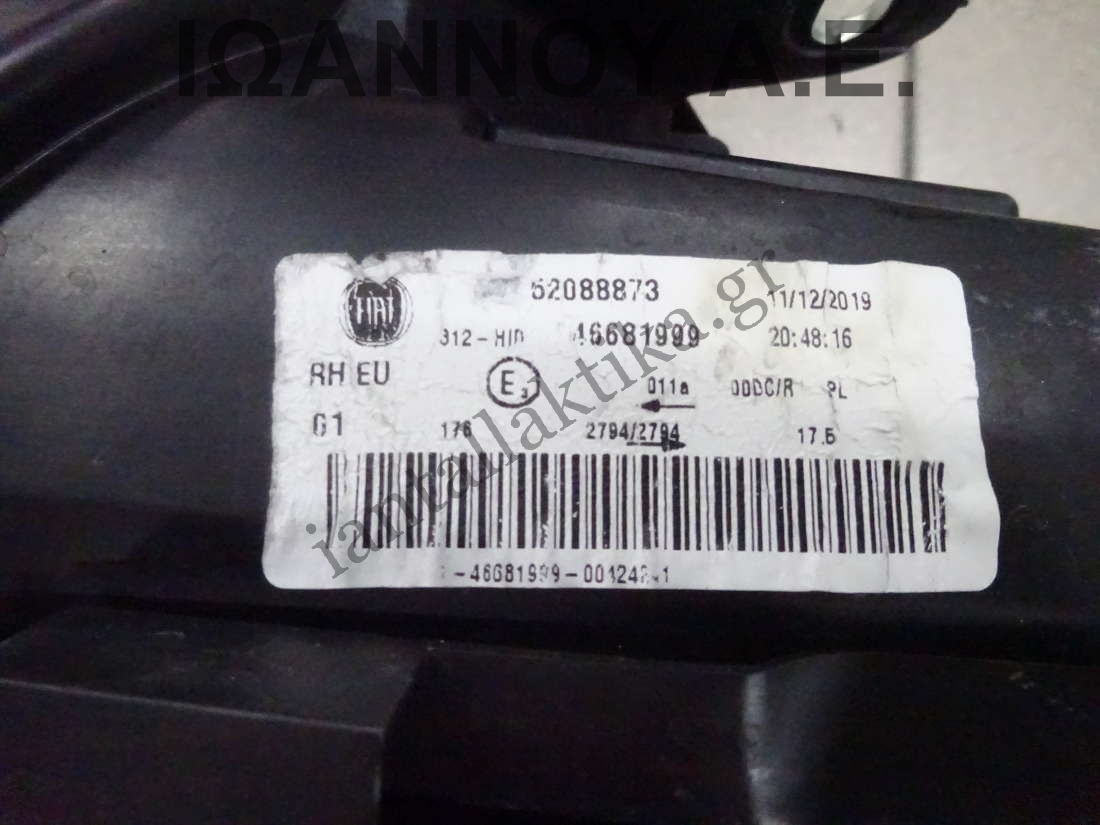 ΙΩΑΝΝΟΥ Α.Ε.
FIAT 52088873 11/12/2019
312-HID 46681999 20:48:16
RH EU E3 011a 00DC/R PL
G1 176 2794/2794 17.5
iantallaktika.gr